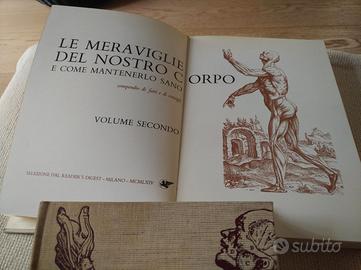 LE MERAVIGLIE
DEL NOSTRO CORPO
E COME MANTENERLO SANO
compendio di fatti e di consigli
VOLUME SECONDO
SELEZIONE DAL READER'S DIGEST - MILANO - MCMLXIV
subito